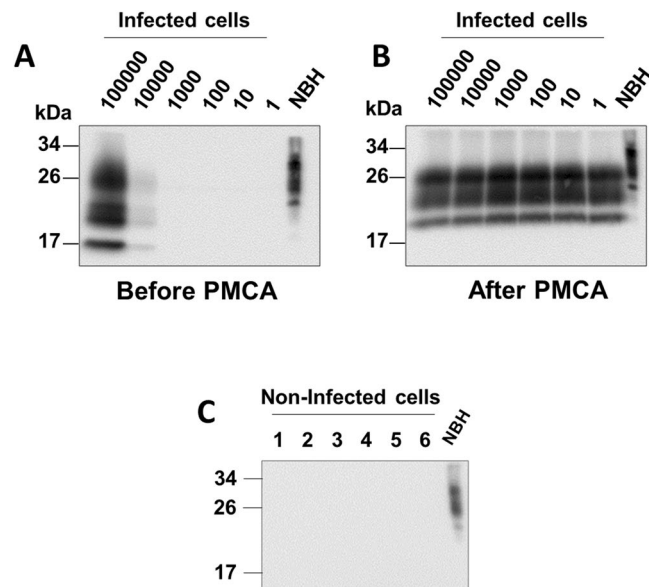 Infected cells
A
100000 10000 1000 100 10 1 NBH
kDa
34
26
17
Before PMCA
Infected cells
B
100000 10000 1000 100 10 1 NBH
34
26
17
After PMCA
Non-Infected cells
C
1 2 3 4 5 6 NBH
34
26
17